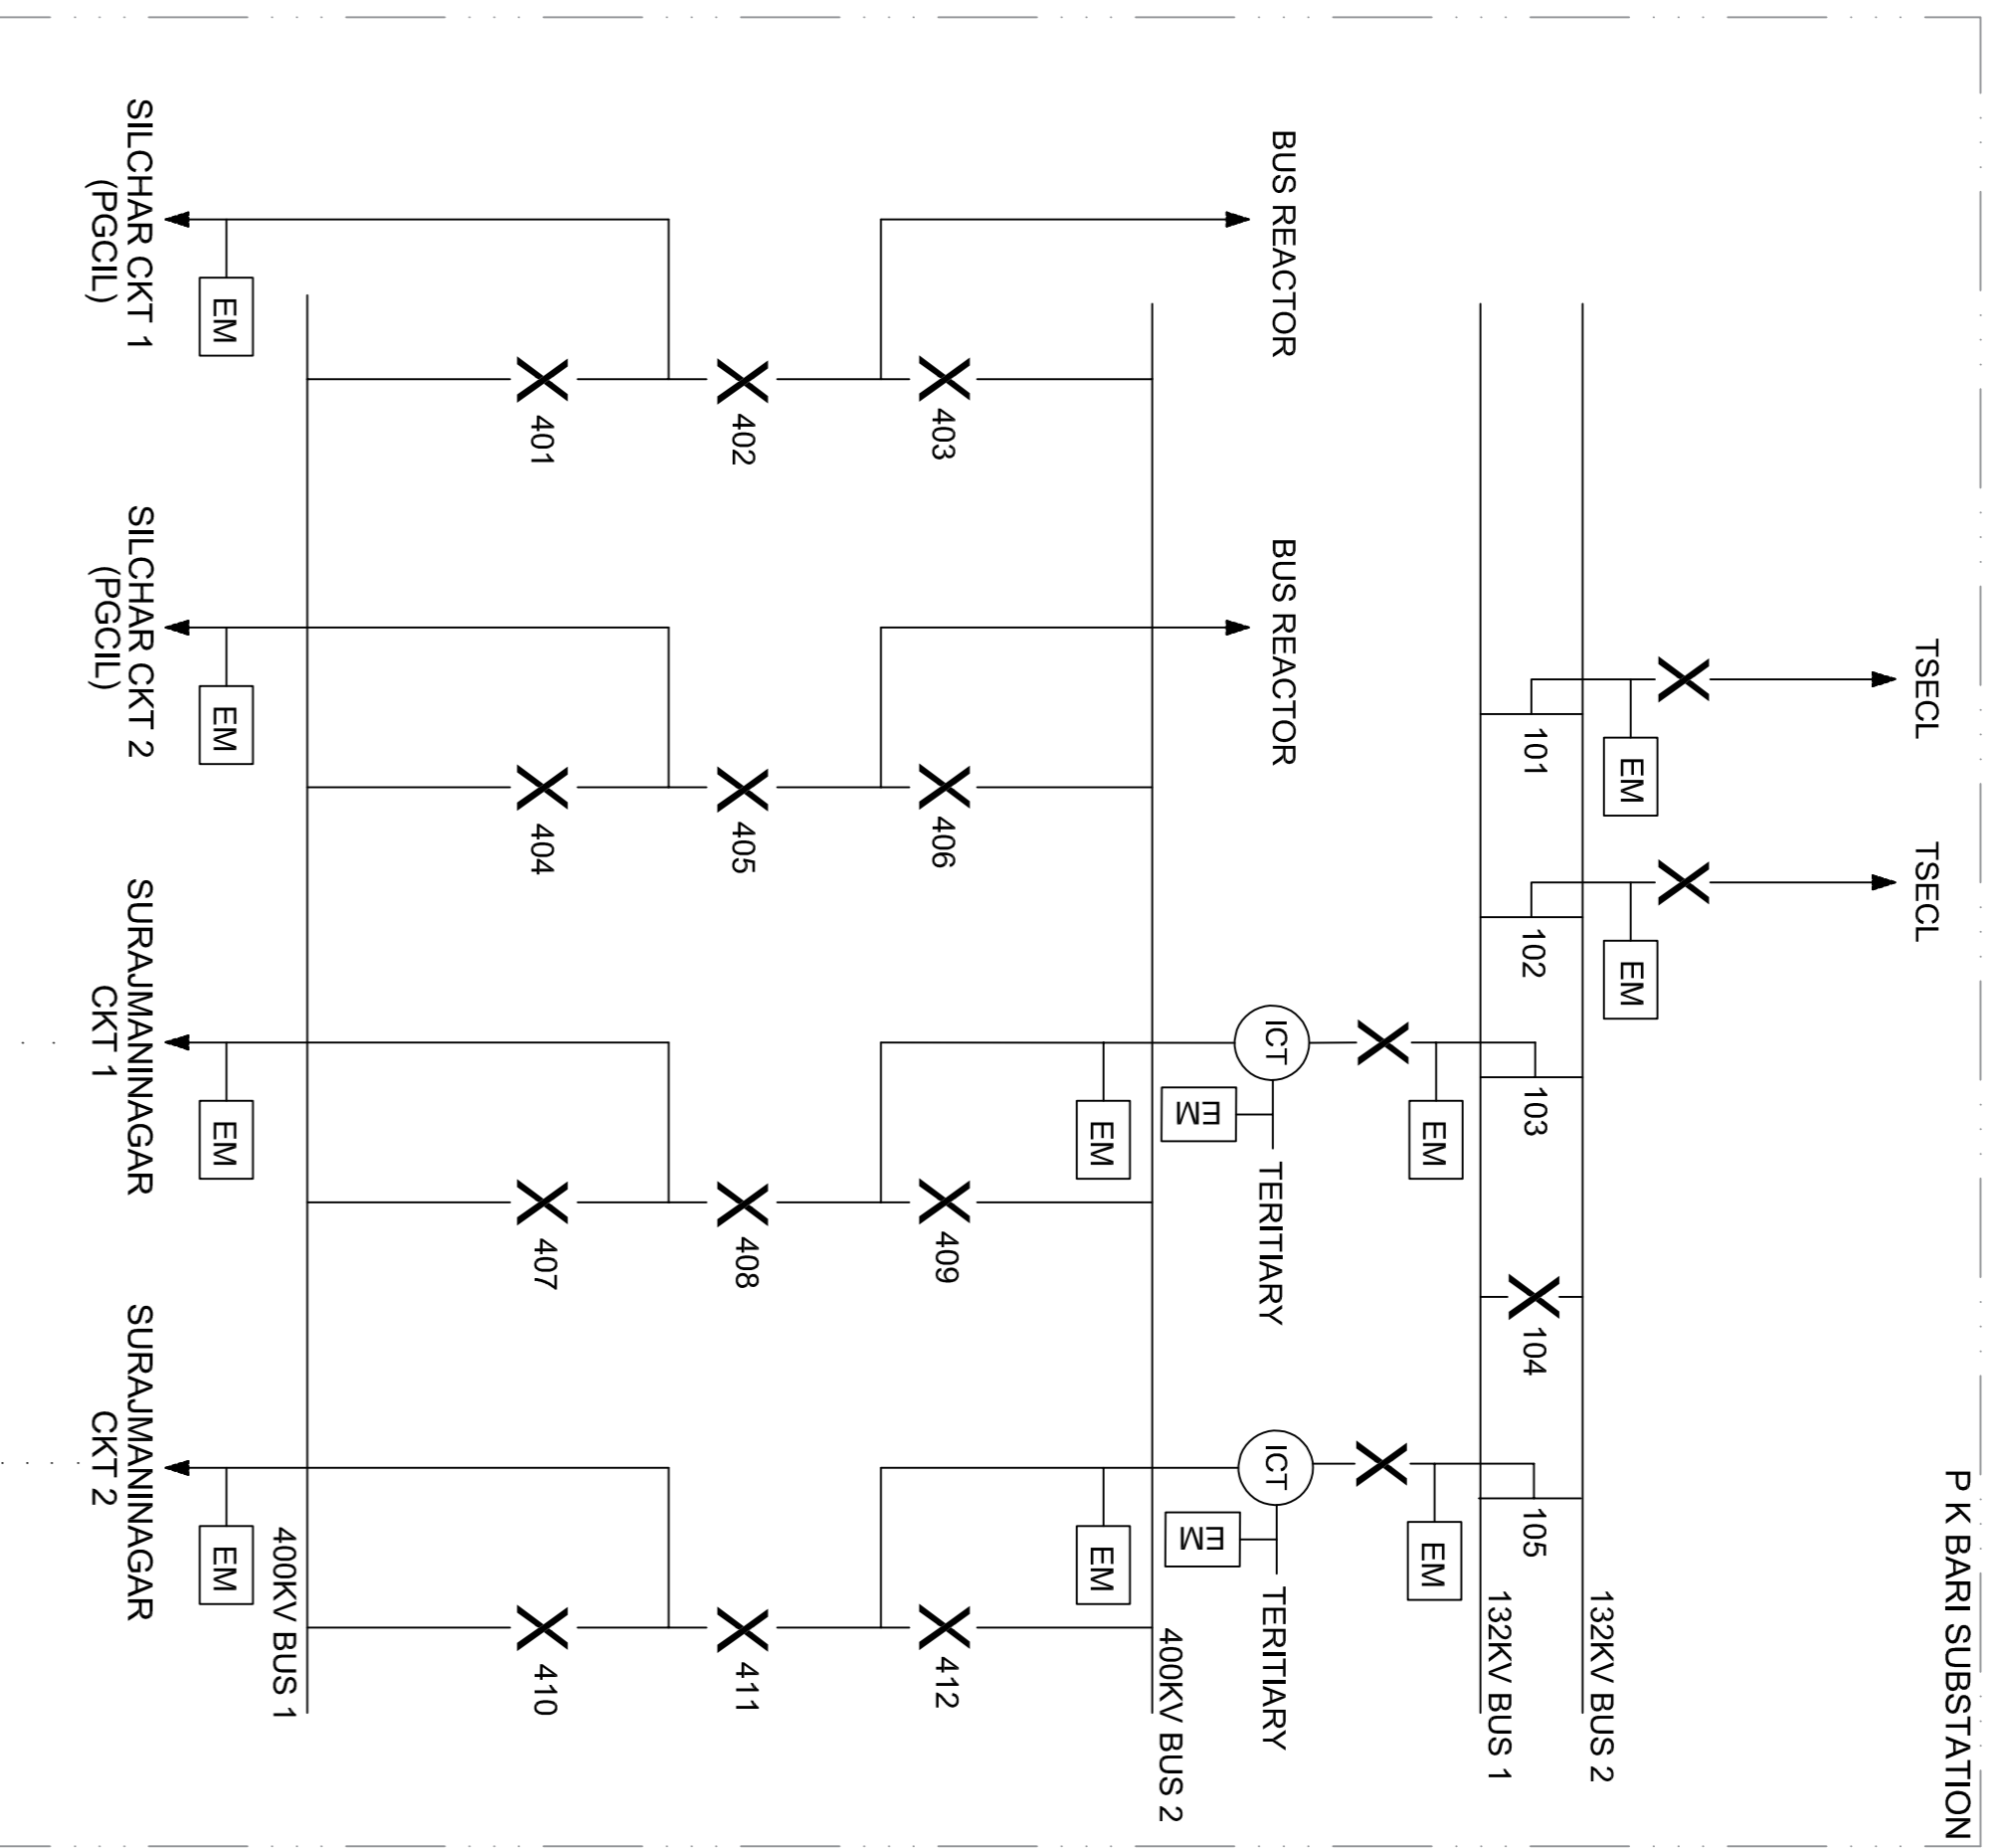 P K BARI SUBSTATION
TSECL
TSECL
EM
EM
132KV BUS 2
101
102
103
104
105
132KV BUS 1
EM
EM
BUS REACTOR
BUS REACTOR
ICT
TERITIARY
ICT
TERITIARY
EM
EM
400KV BUS 2
EM
EM
403
406
409
412
402
405
408
411
401
404
407
410
400KV BUS 1
EM
EM
EM
EM
SILCHAR CKT 1
(PGCIL)
SILCHAR CKT 2
(PGCIL)
SURAJMANINAGAR
CKT 1
SURAJMANINAGAR
CKT 2